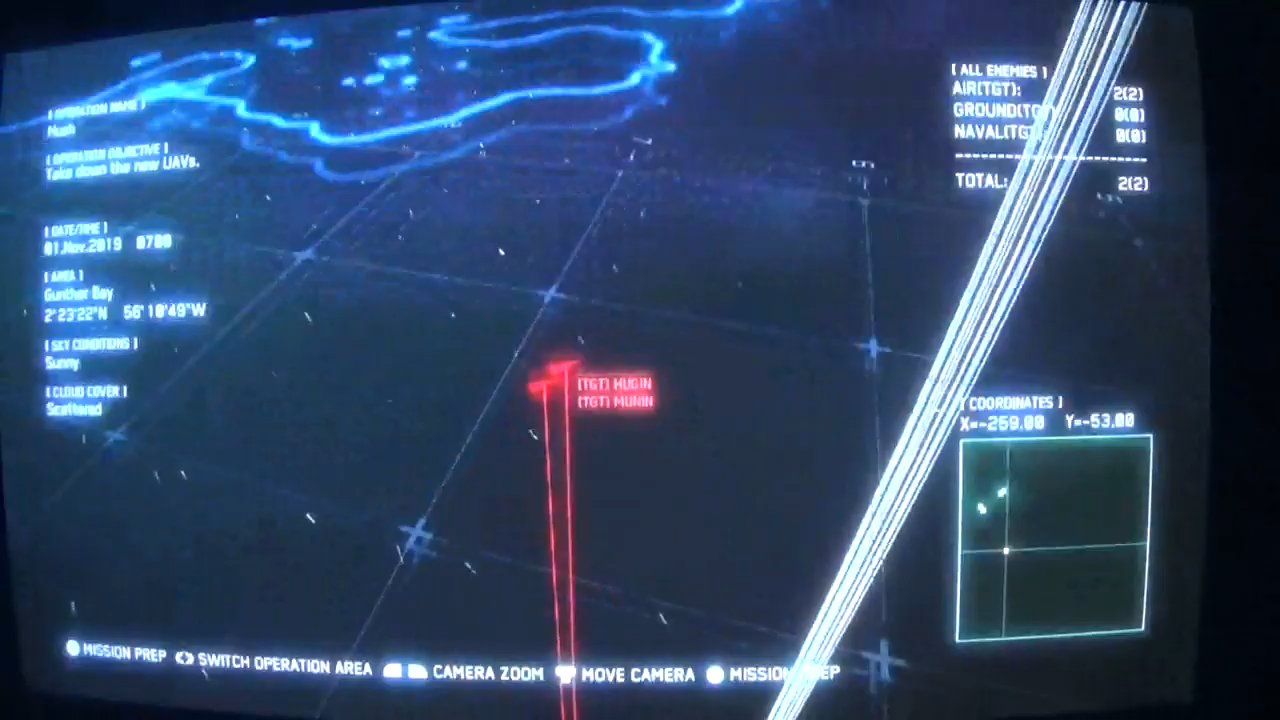 [ OPERATION NAME ]
Hush
[ OPERATION OBJECTIVE ]
Take down the new UAVs.
[ DATE/TIME ]
01.Nov.2019 0700
[ AREA ]
Gunther Bay
2°23'22"N 56°10'49"W
[ SKY CONDITIONS ]
Sunny
[ CLOUD COVER ]
Scattered
[ ALL ENEMIES ]
AIR(TGT): 2(2)
GROUND(TGT) 0(0)
NAVAL(TGT): 0(0)
TOTAL: 2(2)
(TGT) HUGIN
(TGT) MUNIN
[ COORDINATES ]
X=-259.00 Y=-53.00
MISSION PREP SWITCH OPERATION AREA CAMERA ZOOM MOVE CAMERA MISSION PREP